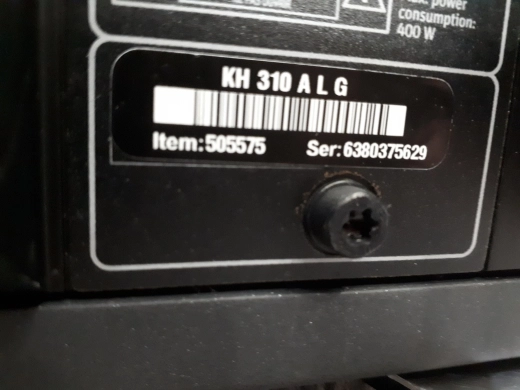 power
consumption:
400 W
KH 310 A L G
Item:505575 Ser:6380375629